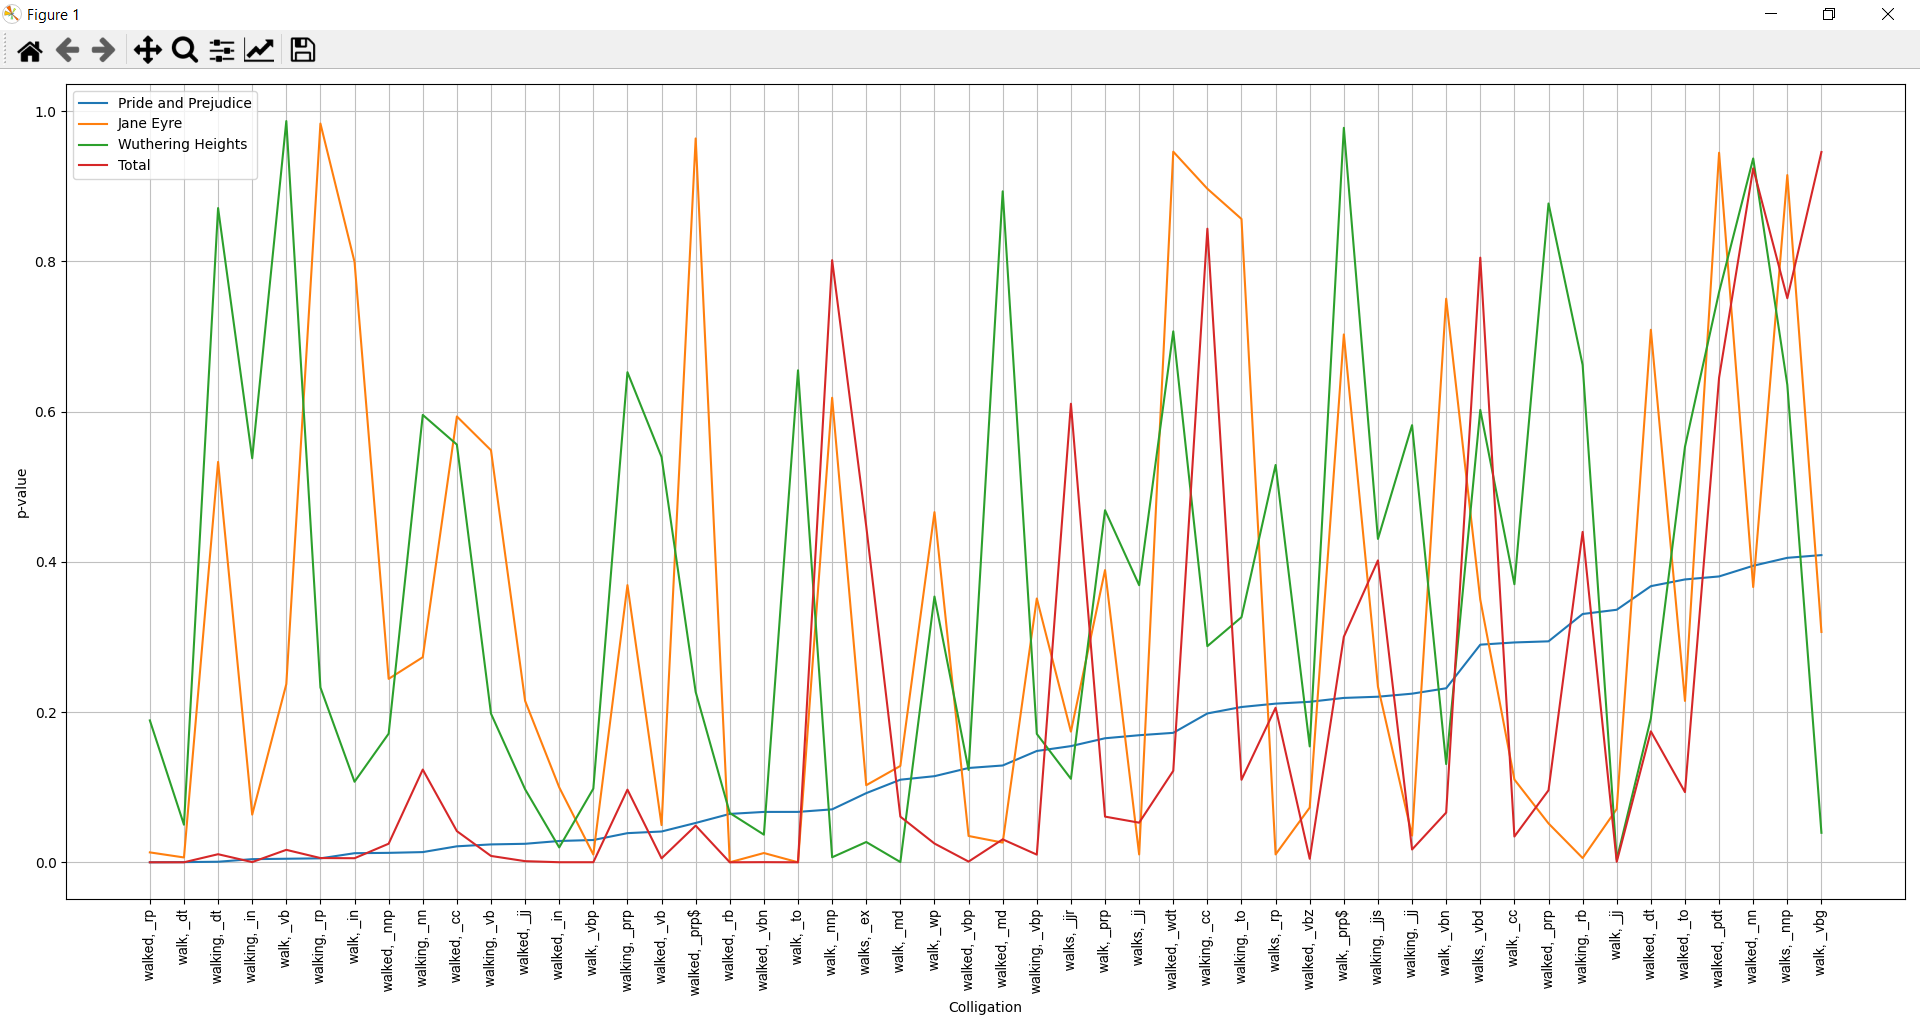 Figure 1
Pride and Prejudice
Jane Eyre
Wuthering Heights
Total
1.0
0.8
0.6
0.4
0.2
0.0
p-value
walked, _rp
walk, _dt
walking, _dt
walking, _in
walk, _vb
walking, _rp
walk, _in
walked, _nnp
walking, _nn
walked, _cc
walking, _vb
walked, _jj
walked, _in
walk, _vbp
walking, _prp
walked, _vb
walked, _prp$
walked, _rb
walked, _vbn
walk, _to
walk, _nnp
walks, _ex
walk, _md
walk, _wp
walked, _vbp
walked, _md
walking, _vbp
walks, _jjr
walk, _prp
walks, _jj
walked, _wdt
walking, _cc
walking, _to
walks, _rp
walked, _vbz
walk, _prp$
walking, _jjs
walking, _jj
walk, _vbn
walks, _vbd
walk, _cc
walked, _prp
walking, _rb
walk, _jj
walked, _dt
walked, _to
walked, _pdt
walked, _nn
walks, _nnp
walk, _vbg
Colligation